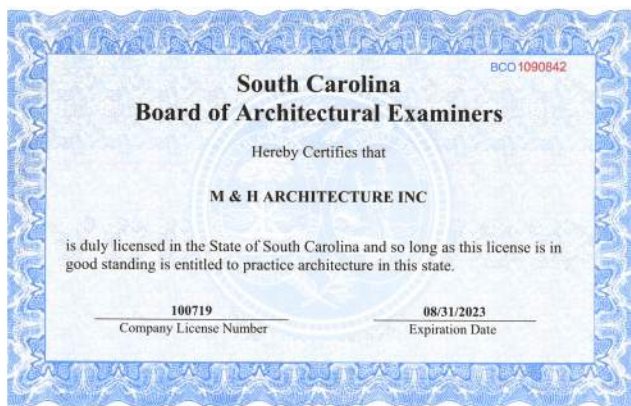 BCO 1090842
South Carolina
Board of Architectural Examiners
Hereby Certifies that
M & H ARCHITECTURE INC
is duly licensed in the State of South Carolina and so long as this license is in
good standing is entitled to practice architecture in this state.
100719
Company License Number
08/31/2023
Expiration Date